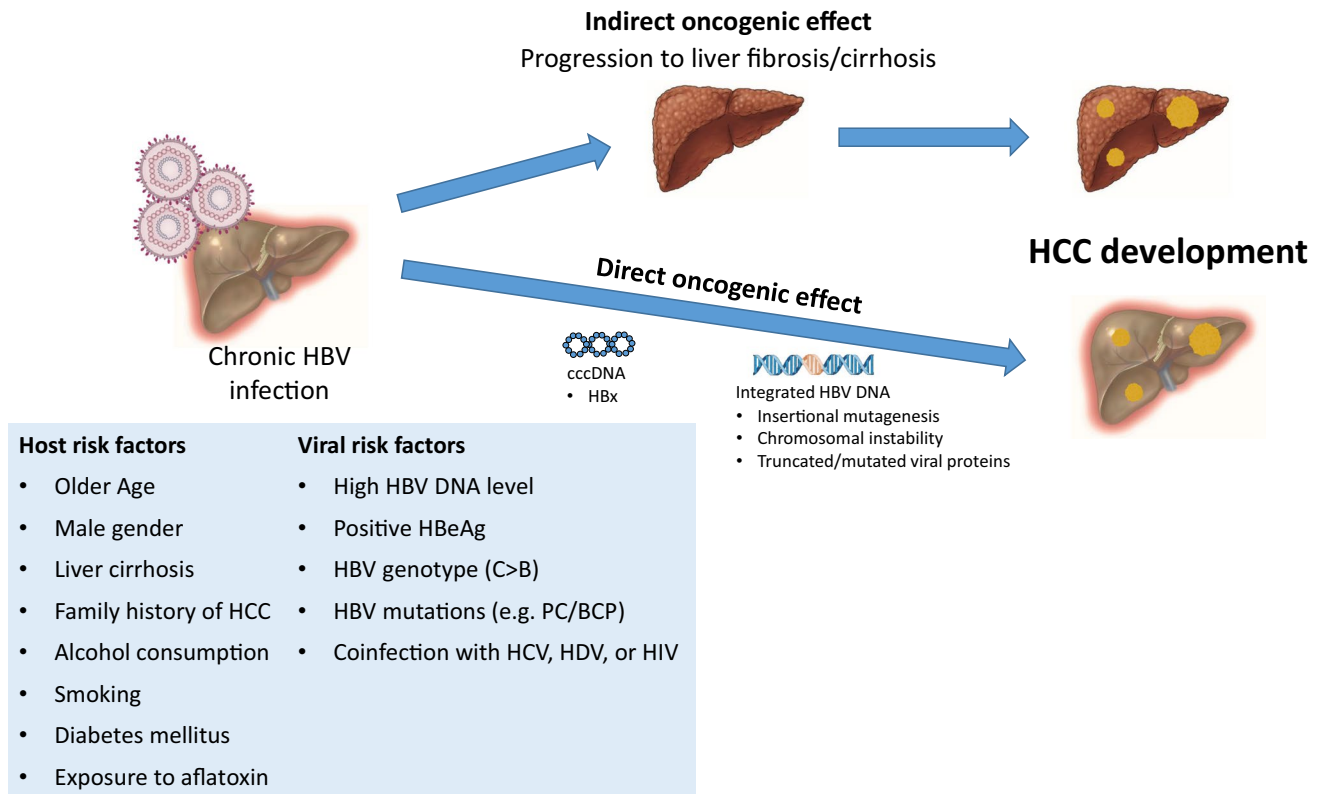 Indirect oncogenic effect
Progression to liver fibrosis/cirrhosis
HCC development
Direct oncogenic effect
Chronic HBV
infection
cccDNA
• HBx
Integrated HBV DNA
• Insertional mutagenesis
• Chromosomal instability
• Truncated/mutated viral proteins
Host risk factors
• Older Age
• Male gender
• Liver cirrhosis
• Family history of HCC
• Alcohol consumption
• Smoking
• Diabetes mellitus
• Exposure to aflatoxin
Viral risk factors
• High HBV DNA level
• Positive HBeAg
• HBV genotype (C>B)
• HBV mutations (e.g. PC/BCP)
• Coinfection with HCV, HDV, or HIV